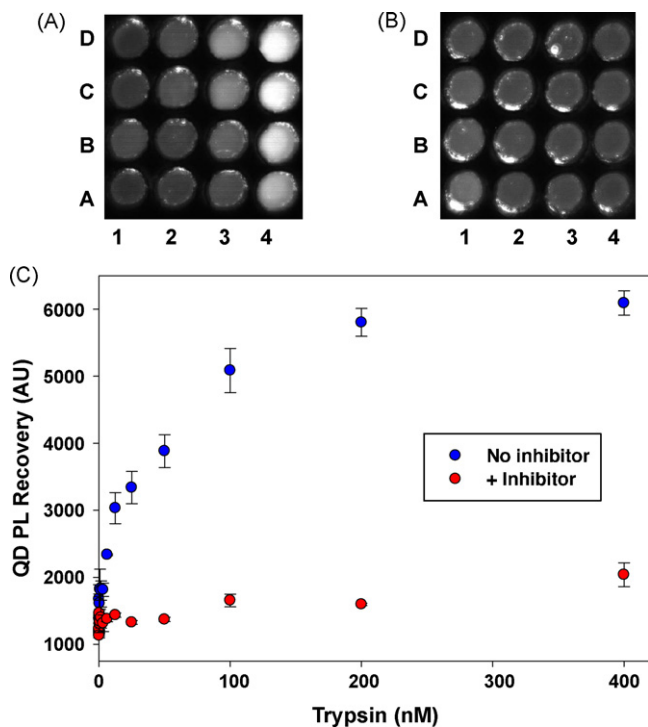 (A)
D
C
B
A
1 2 3 4
(B)
D
C
B
A
1 2 3 4
(C)
QD PL Recovery (AU)
6000
5000
4000
3000
2000
1000
No inhibitor
+ Inhibitor
0 100 200 300 400
Trypsin (nM)